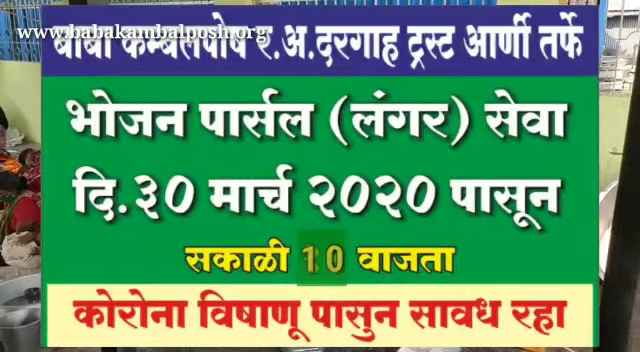 www.babakambalposh.org
बाबा कम्बलपोष र.अ.दरगाह ट्रस्ट आर्णी तर्फे
भोजन पार्सल (लंगर) सेवा
दि.३० मार्च २०२० पासून
सकाळी 10 वाजता
कोरोना विषाणू पासुन सावध रहा